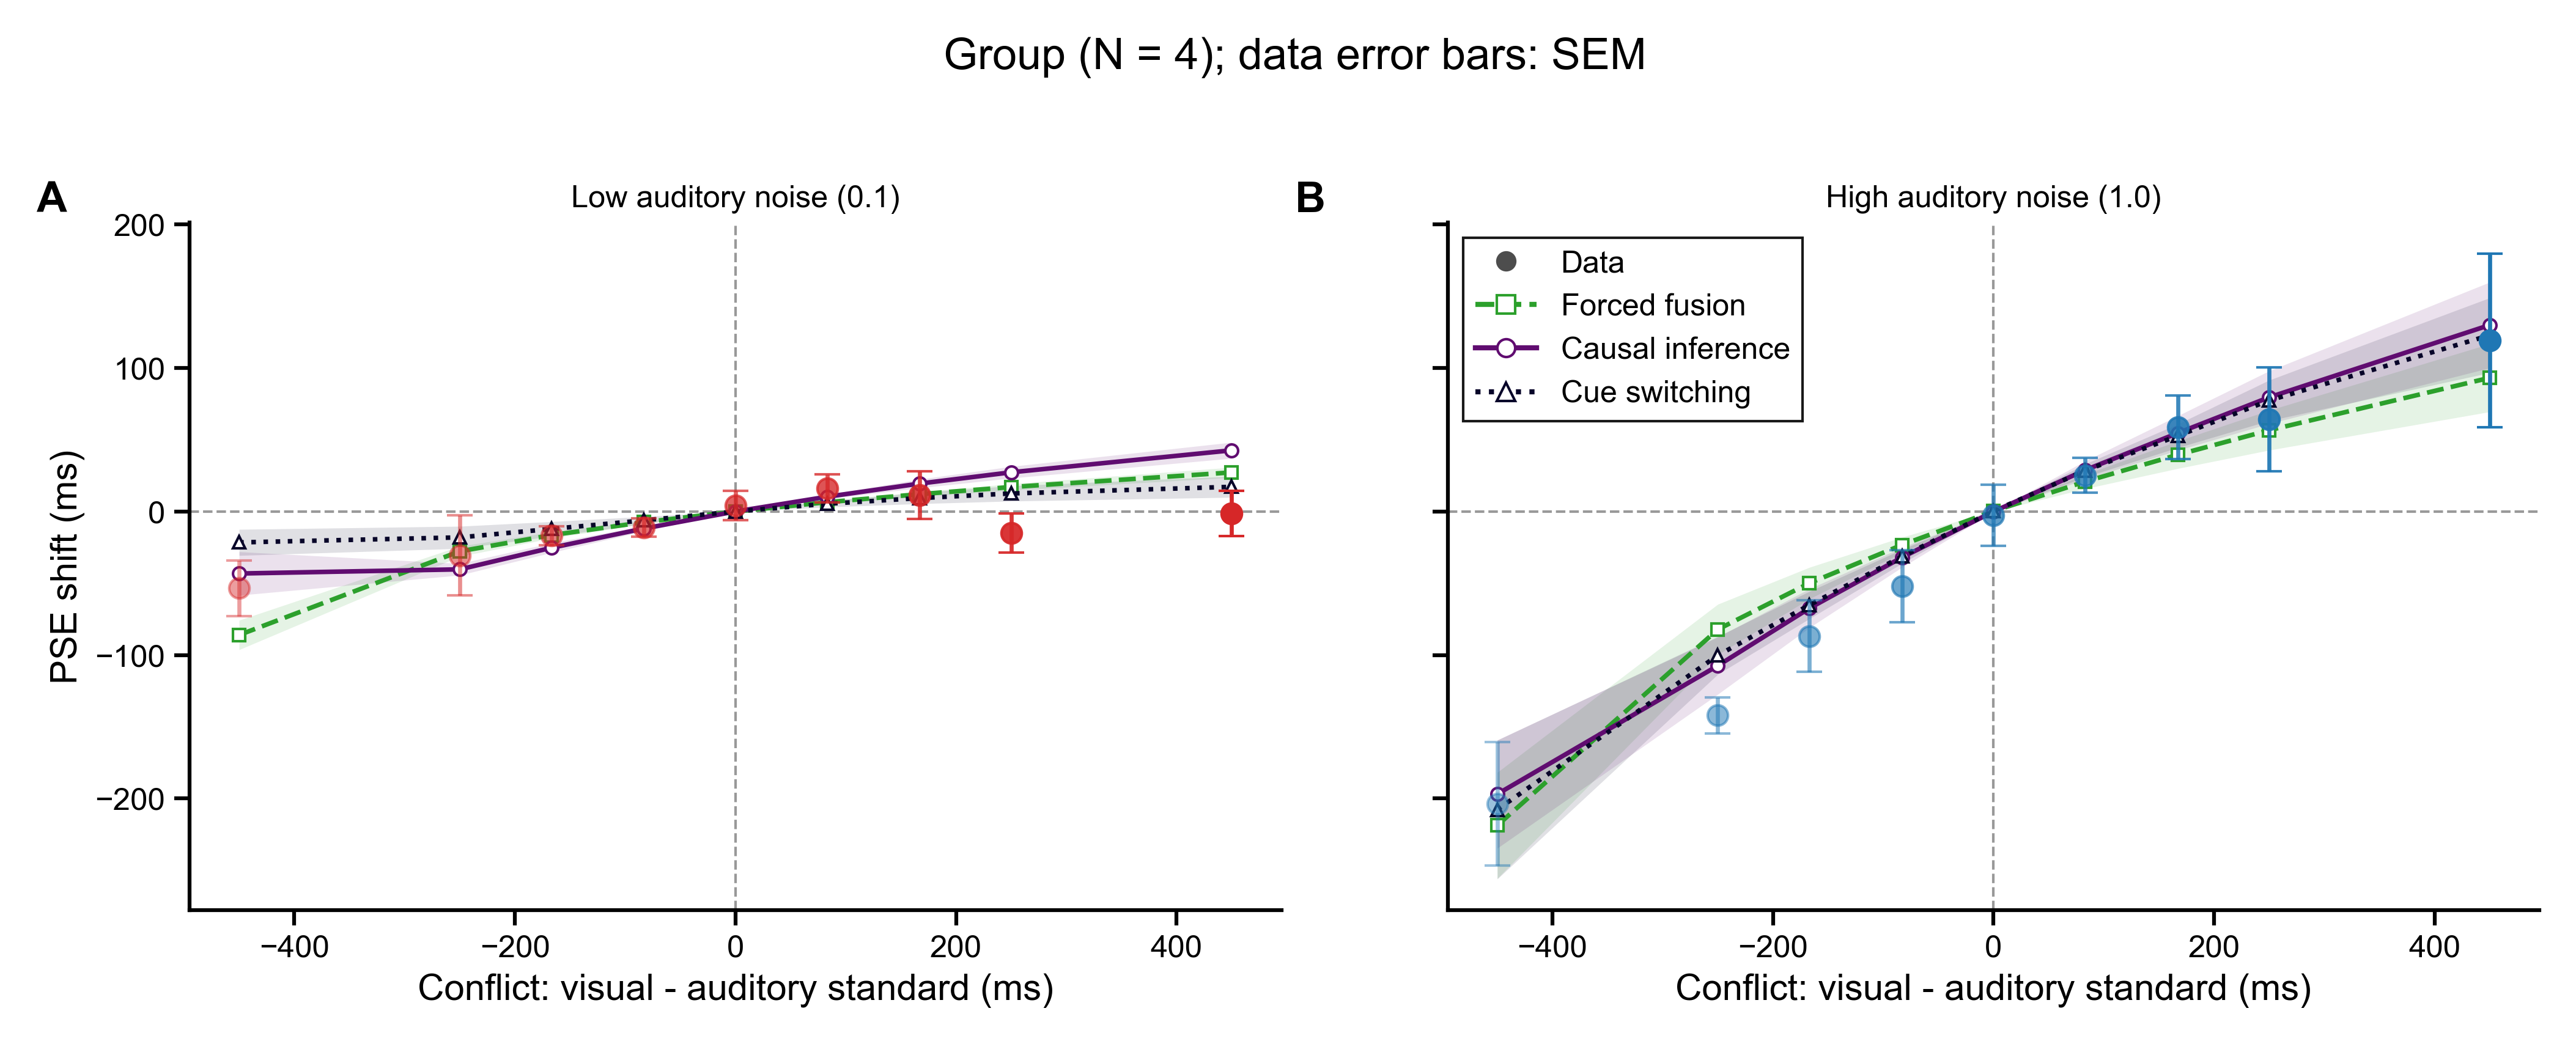 Group (N = 4); data error bars: SEM
A
Low auditory noise (0.1)
200
100
0
−100
−200
PSE shift (ms)
−400
−200
0
200
400
Conflict: visual - auditory standard (ms)
B
High auditory noise (1.0)
Data
Forced fusion
Causal inference
Cue switching
−400
−200
0
200
400
Conflict: visual - auditory standard (ms)